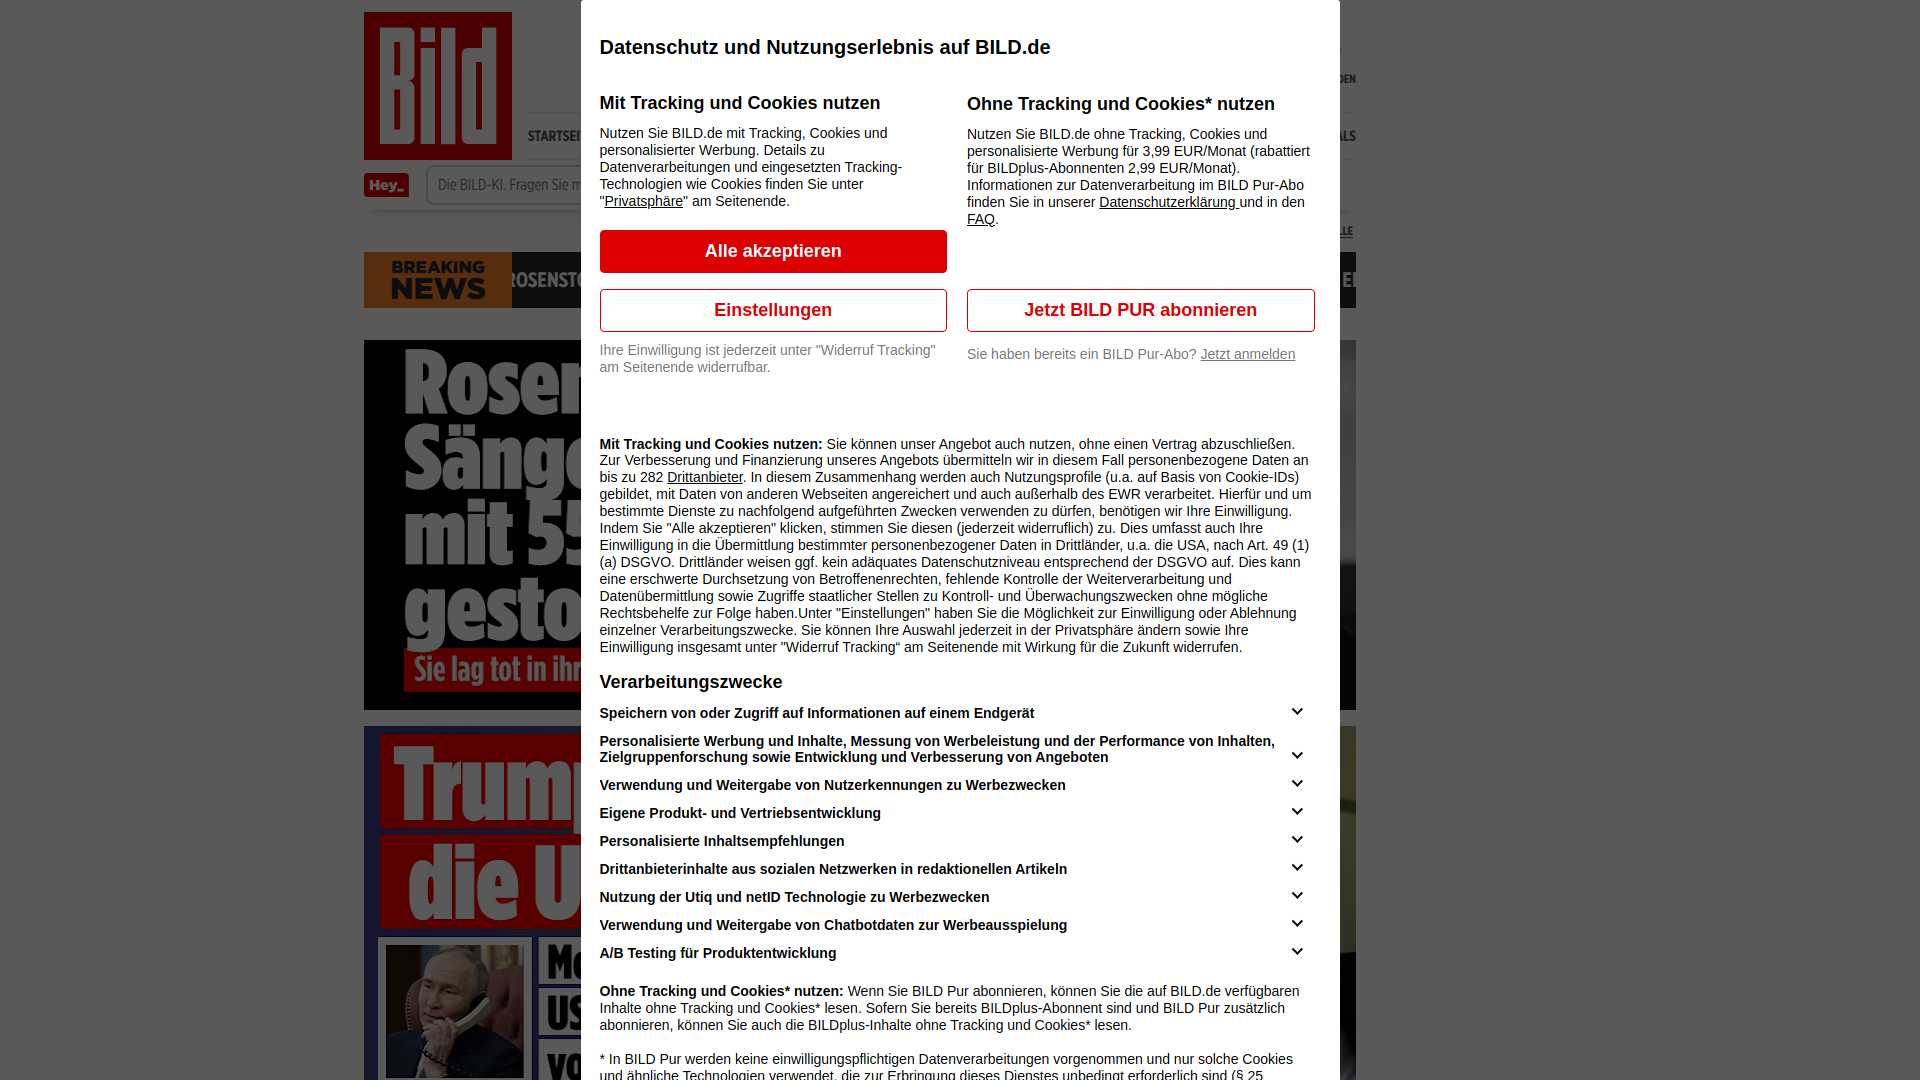 Bild
DEN
STARTSEI
ALS
Hey_
Die BILD-KI. Fragen Sie m
LLE
BREAKING
NEWS
ROSENSTO
Rosen
Sänge
mit 55
gesto
Sie lag tot in ihr
Trump
die U
Me
US
vo
Datenschutz und Nutzungserlebnis auf BILD.de
Mit Tracking und Cookies nutzen
Nutzen Sie BILD.de mit Tracking, Cookies und
personalisierter Werbung. Details zu
Datenverarbeitungen und eingesetzten Tracking-
Technologien wie Cookies finden Sie unter
"Privatsphäre" am Seitenende.
Alle akzeptieren
Einstellungen
Ihre Einwilligung ist jederzeit unter "Widerruf Tracking"
am Seitenende widerrufbar.
Ohne Tracking und Cookies* nutzen
Nutzen Sie BILD.de ohne Tracking, Cookies und
personalisierte Werbung für 3,99 EUR/Monat (rabattiert
für BILDplus-Abonnenten 2,99 EUR/Monat).
Informationen zur Datenverarbeitung im BILD Pur-Abo
finden Sie in unserer Datenschutzerklärung und in den
FAQ.
Jetzt BILD PUR abonnieren
Sie haben bereits ein BILD Pur-Abo? Jetzt anmelden
Mit Tracking und Cookies nutzen: Sie können unser Angebot auch nutzen, ohne einen Vertrag abzuschließen.
Zur Verbesserung und Finanzierung unseres Angebots übermitteln wir in diesem Fall personenbezogene Daten an
bis zu 282 Drittanbieter. In diesem Zusammenhang werden auch Nutzungsprofile (u.a. auf Basis von Cookie-IDs)
gebildet, mit Daten von anderen Webseiten angereichert und auch außerhalb des EWR verarbeitet. Hierfür und um
bestimmte Dienste zu nachfolgend aufgeführten Zwecken verwenden zu dürfen, benötigen wir Ihre Einwilligung.
Indem Sie "Alle akzeptieren" klicken, stimmen Sie diesen (jederzeit widerruflich) zu. Dies umfasst auch Ihre
Einwilligung in die Übermittlung bestimmter personenbezogener Daten in Drittländer, u.a. die USA, nach Art. 49 (1)
(a) DSGVO. Drittländer weisen ggf. kein adäquates Datenschutzniveau entsprechend der DSGVO auf. Dies kann
eine erschwerte Durchsetzung von Betroffenenrechten, fehlende Kontrolle der Weiterverarbeitung und
Datenübermittlung sowie Zugriffe staatlicher Stellen zu Kontroll- und Überwachungszwecken ohne mögliche
Rechtsbehelfe zur Folge haben.Unter "Einstellungen" haben Sie die Möglichkeit zur Einwilligung oder Ablehnung
einzelner Verarbeitungszwecke. Sie können Ihre Auswahl jederzeit in der Privatsphäre ändern sowie Ihre
Einwilligung insgesamt unter "Widerruf Tracking“ am Seitenende mit Wirkung für die Zukunft widerrufen.
Verarbeitungszwecke
Speichern von oder Zugriff auf Informationen auf einem Endgerät
Personalisierte Werbung und Inhalte, Messung von Werbeleistung und der Performance von Inhalten,
Zielgruppenforschung sowie Entwicklung und Verbesserung von Angeboten
Verwendung und Weitergabe von Nutzerkennungen zu Werbezwecken
Eigene Produkt- und Vertriebsentwicklung
Personalisierte Inhaltsempfehlungen
Drittanbieterinhalte aus sozialen Netzwerken in redaktionellen Artikeln
Nutzung der Utiq und netID Technologie zu Werbezwecken
Verwendung und Weitergabe von Chatbotdaten zur Werbeausspielung
A/B Testing für Produktentwicklung
Ohne Tracking und Cookies* nutzen: Wenn Sie BILD Pur abonnieren, können Sie die auf BILD.de verfügbaren
Inhalte ohne Tracking und Cookies* lesen. Sofern Sie bereits BILDplus-Abonnent sind und BILD Pur zusätzlich
abonnieren, können Sie auch die BILDplus-Inhalte ohne Tracking und Cookies* lesen.
* In BILD Pur werden keine einwilligungspflichtigen Datenverarbeitungen vorgenommen und nur solche Cookies
und ähnliche Technologien verwendet, die zur Erbringung dieses Dienstes unbedingt erforderlich sind (§ 25